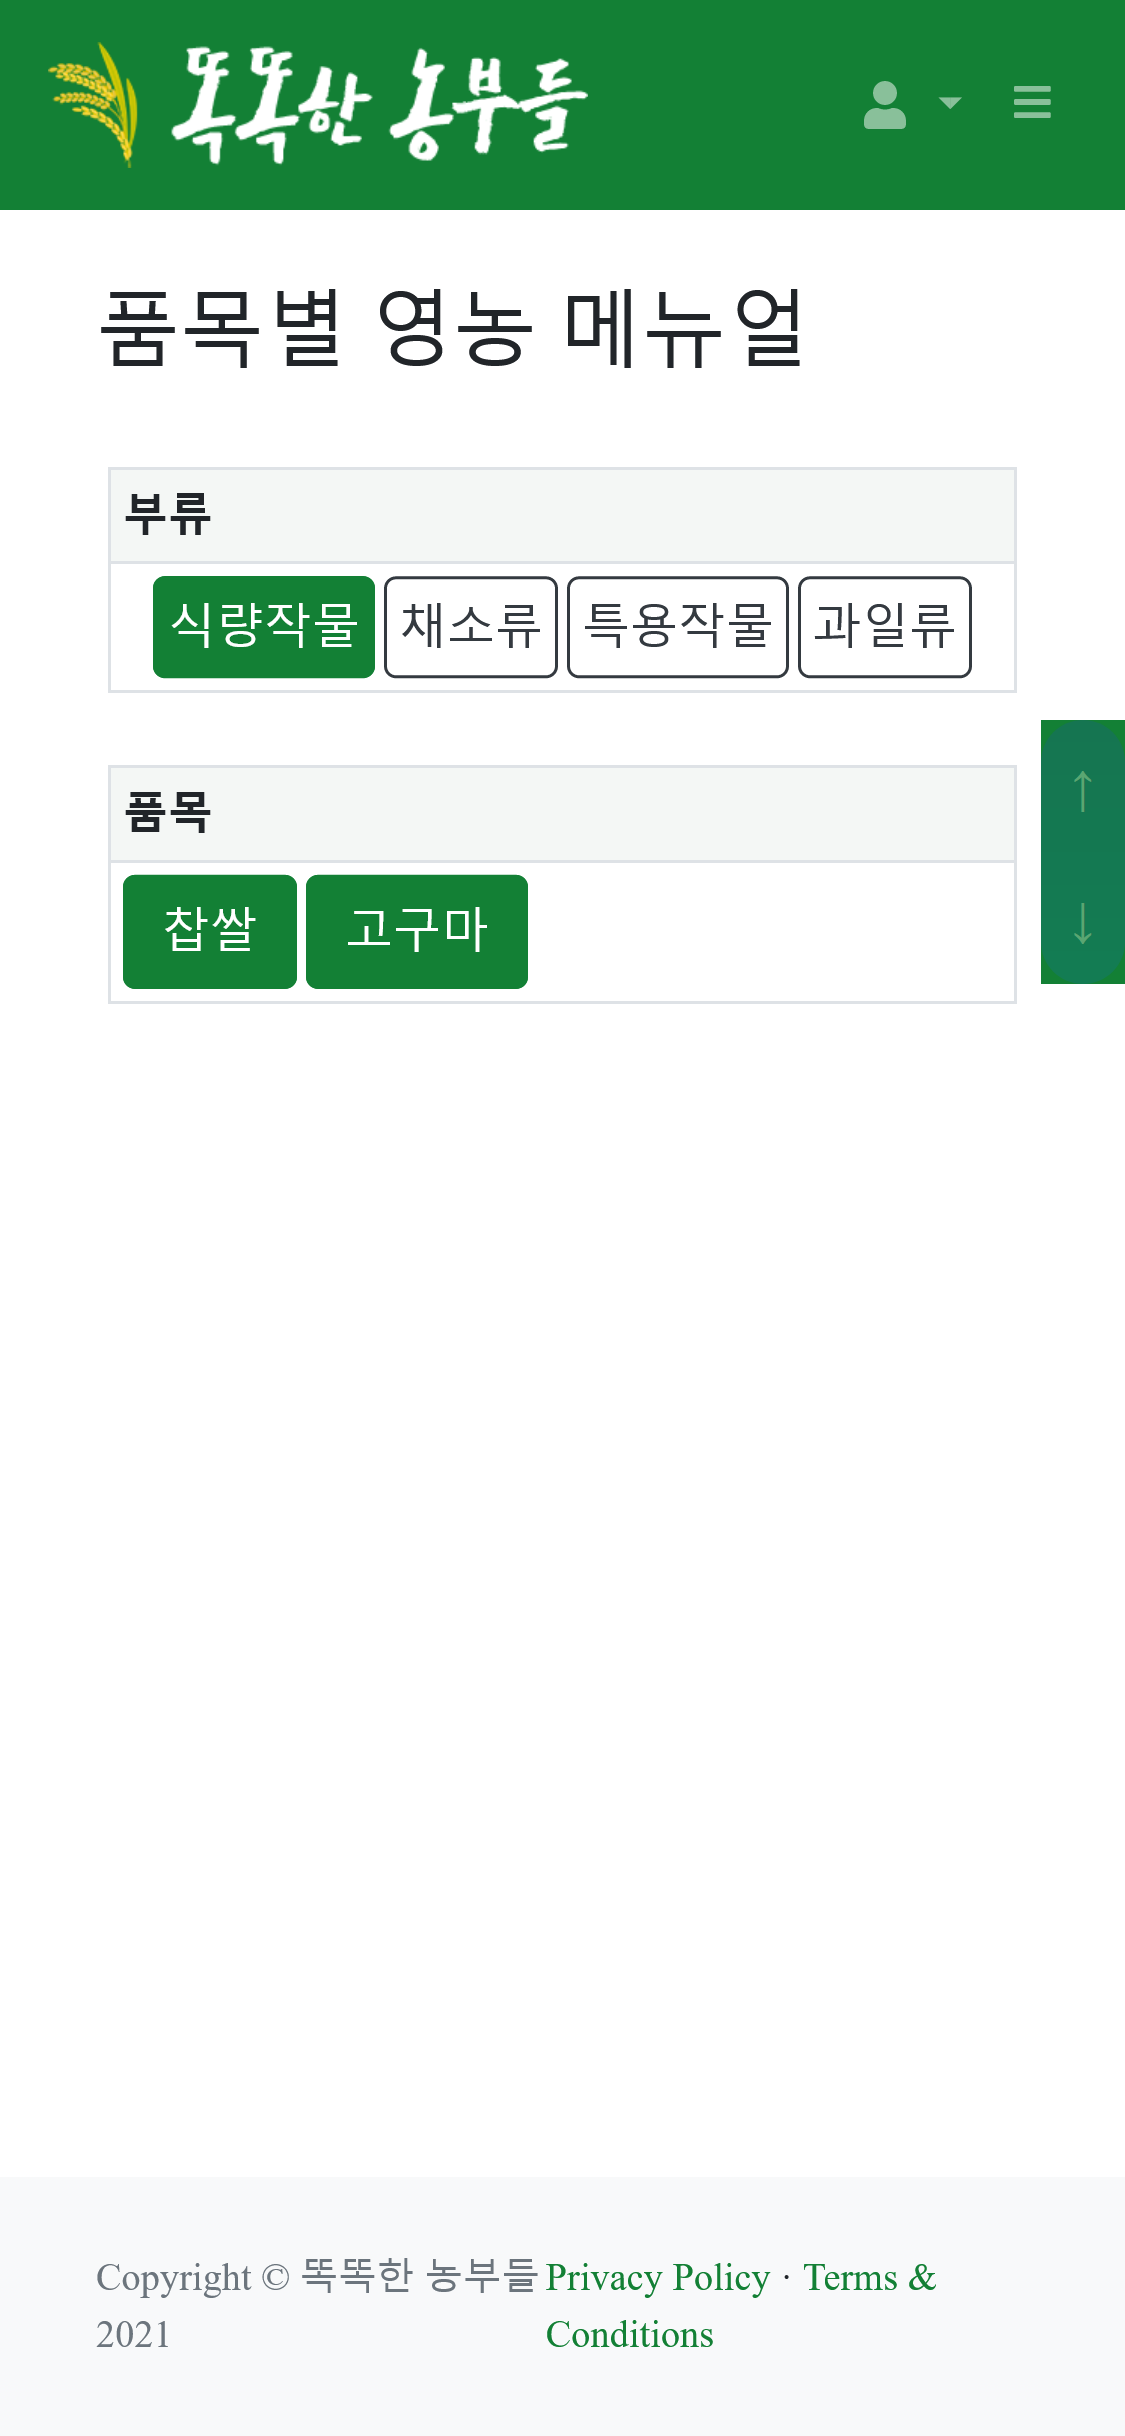 똑똑한 농부들
품목별 영농 메뉴얼
부류
식량작물 채소류 특용작물 과일류
↑
품목
찹쌀 고구마
↓
Copyright © 똑똑한 농부들 Privacy Policy · Terms &
2021 Conditions